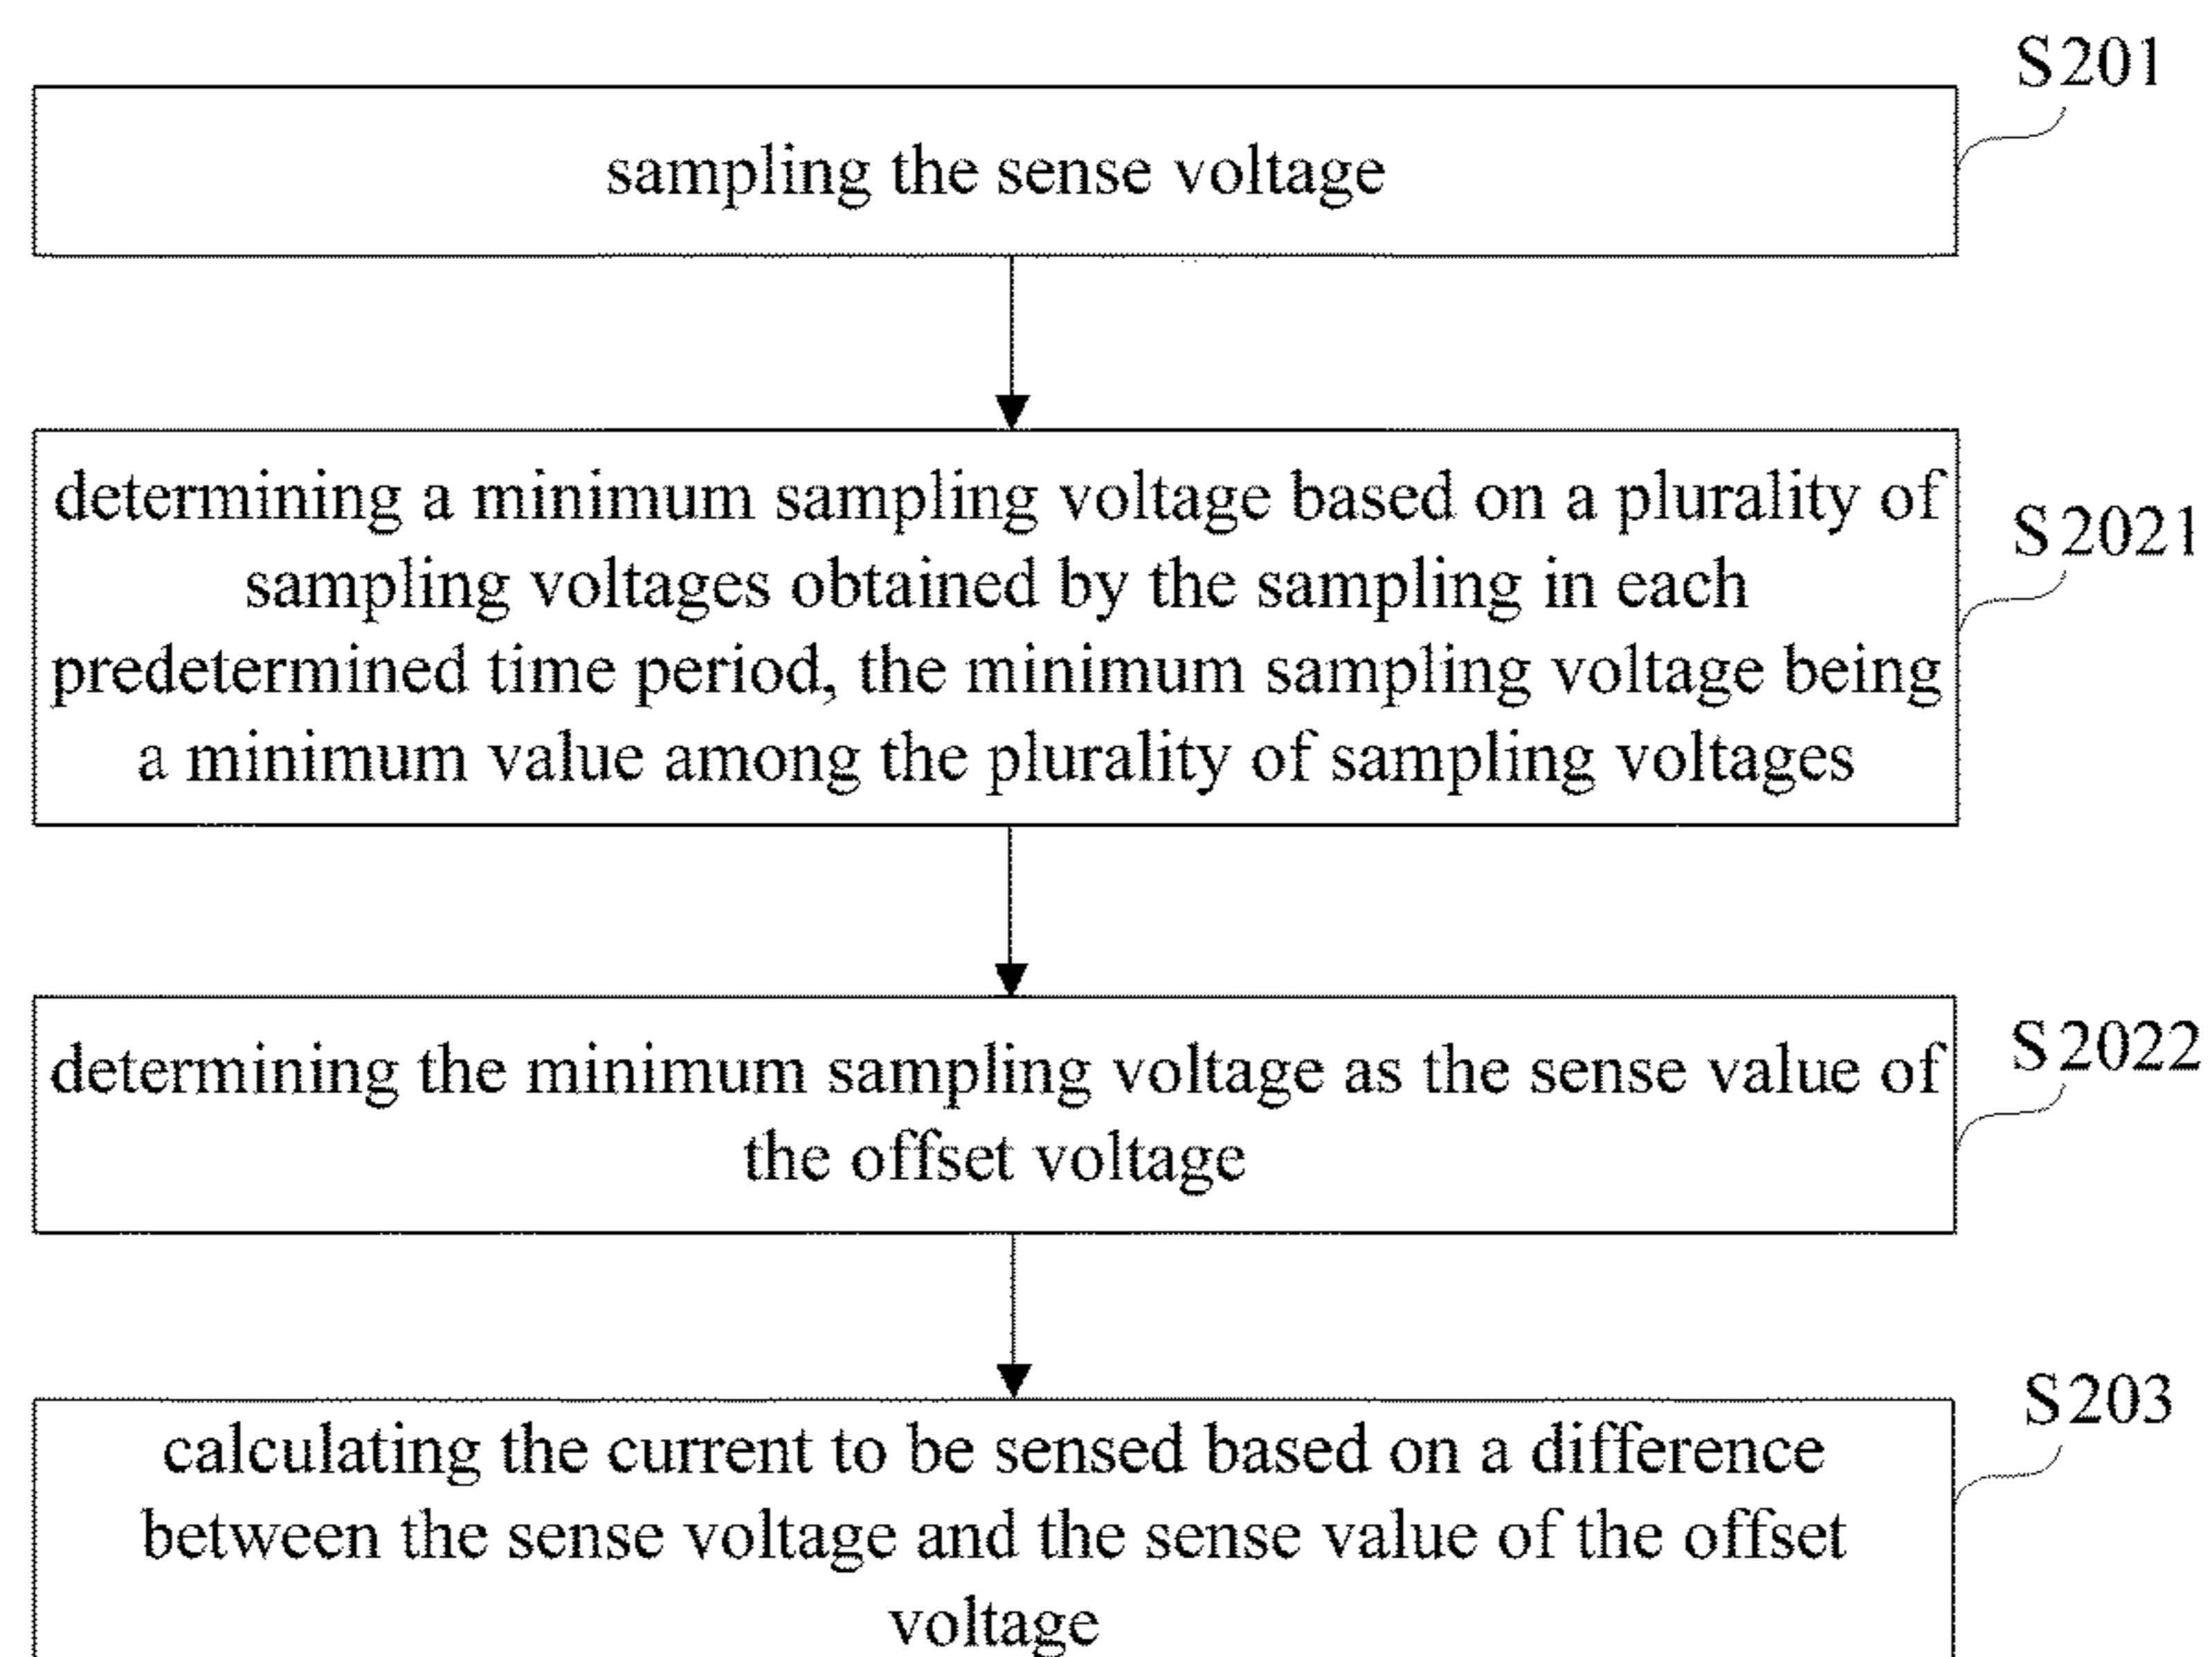 S201
sampling the sense voltage
determining a minimum sampling voltage based on a plurality of
S2021
sampling voltages obtained by the sampling in each
predetermined time period, the minimum sampling voltage being
a minimum value among the plurality of sampling voltages
S2022
determining the minimum sampling voltage as the sense value of
the offset voltage
S203
calculating the current to be sensed based on a difference
between the sense voltage and the sense value of the offset
voltage